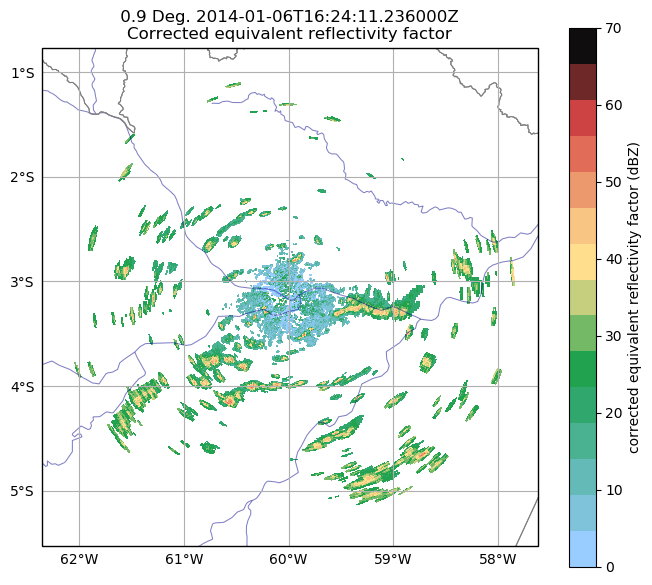 0.9 Deg. 2014-01-06T16:24:11.236000Z
Corrected equivalent reflectivity factor
1°S
2°S
3°S
4°S
5°S
62°W 61°W 60°W 59°W 58°W
70
60
50
40
30
20
10
0
corrected equivalent reflectivity factor (dBZ)